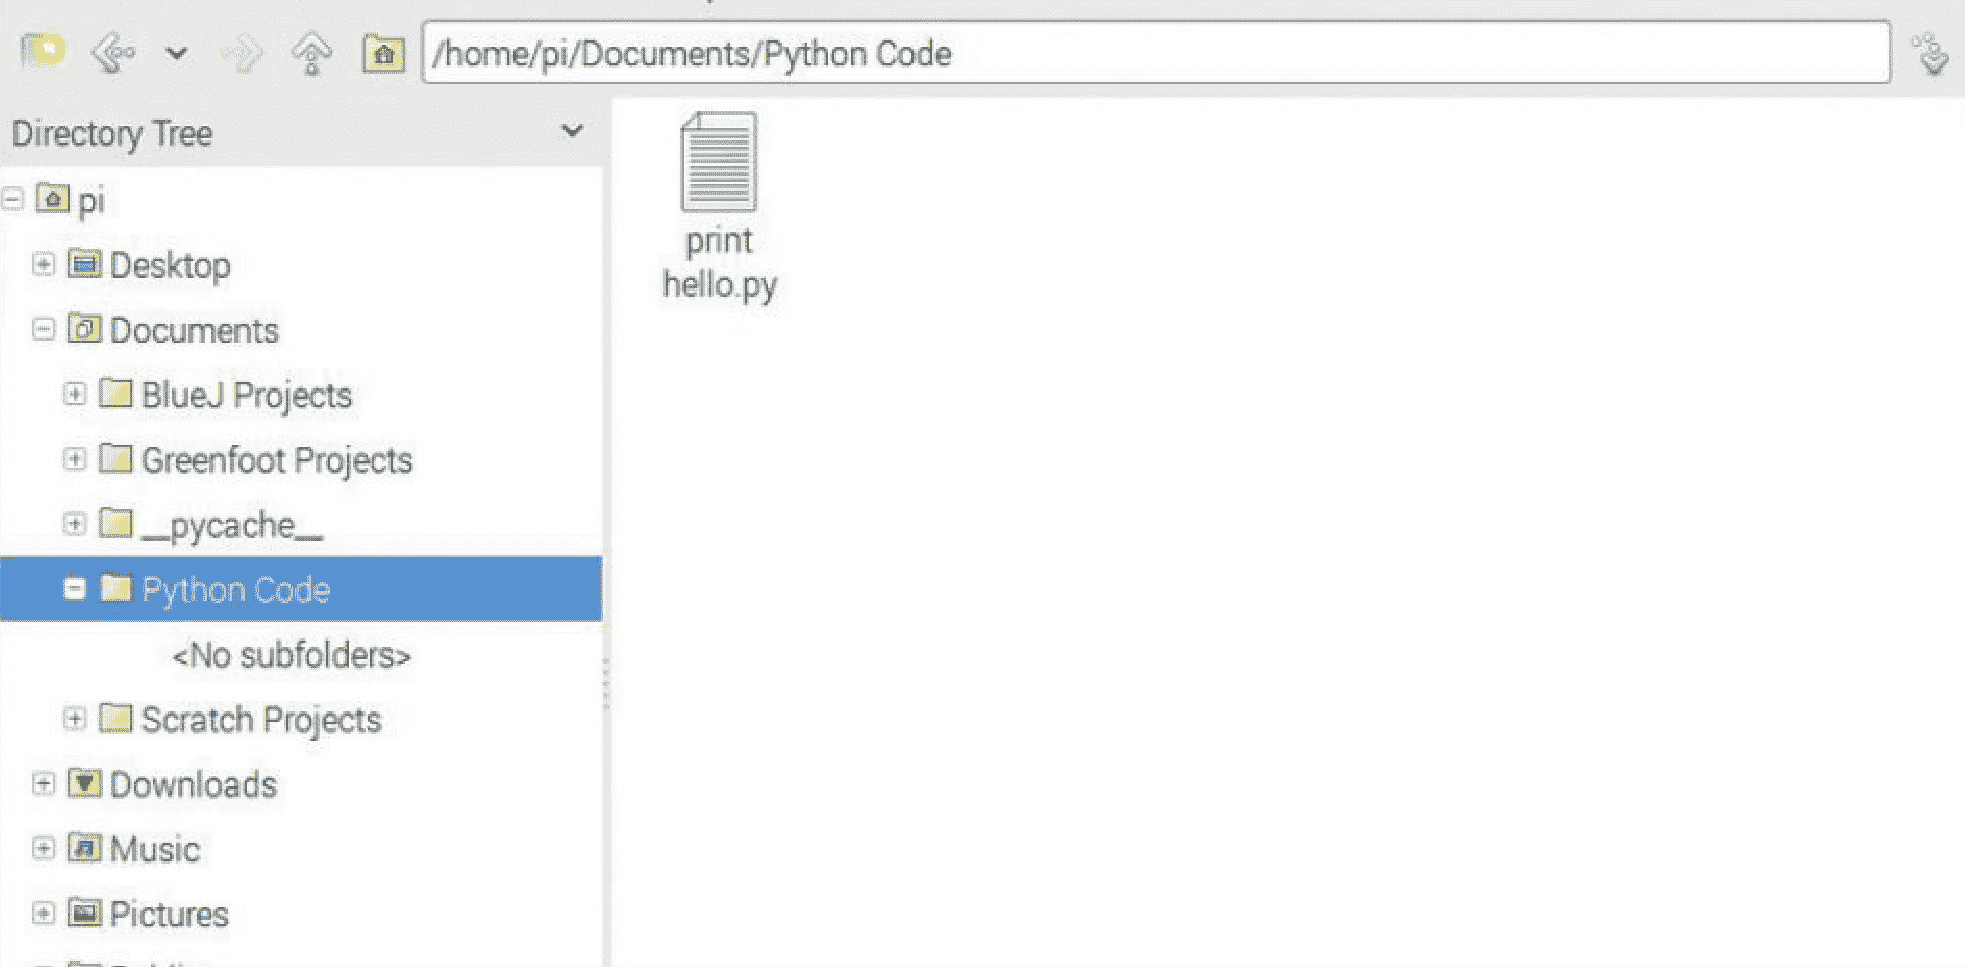 /home/pi/Documents/Python Code
Directory Tree
pi
Desktop
Documents
BlueJ Projects
Greenfoot Projects
__pycache__
Python Code
<No subfolders>
Scratch Projects
Downloads
Music
Pictures
print
hello.py